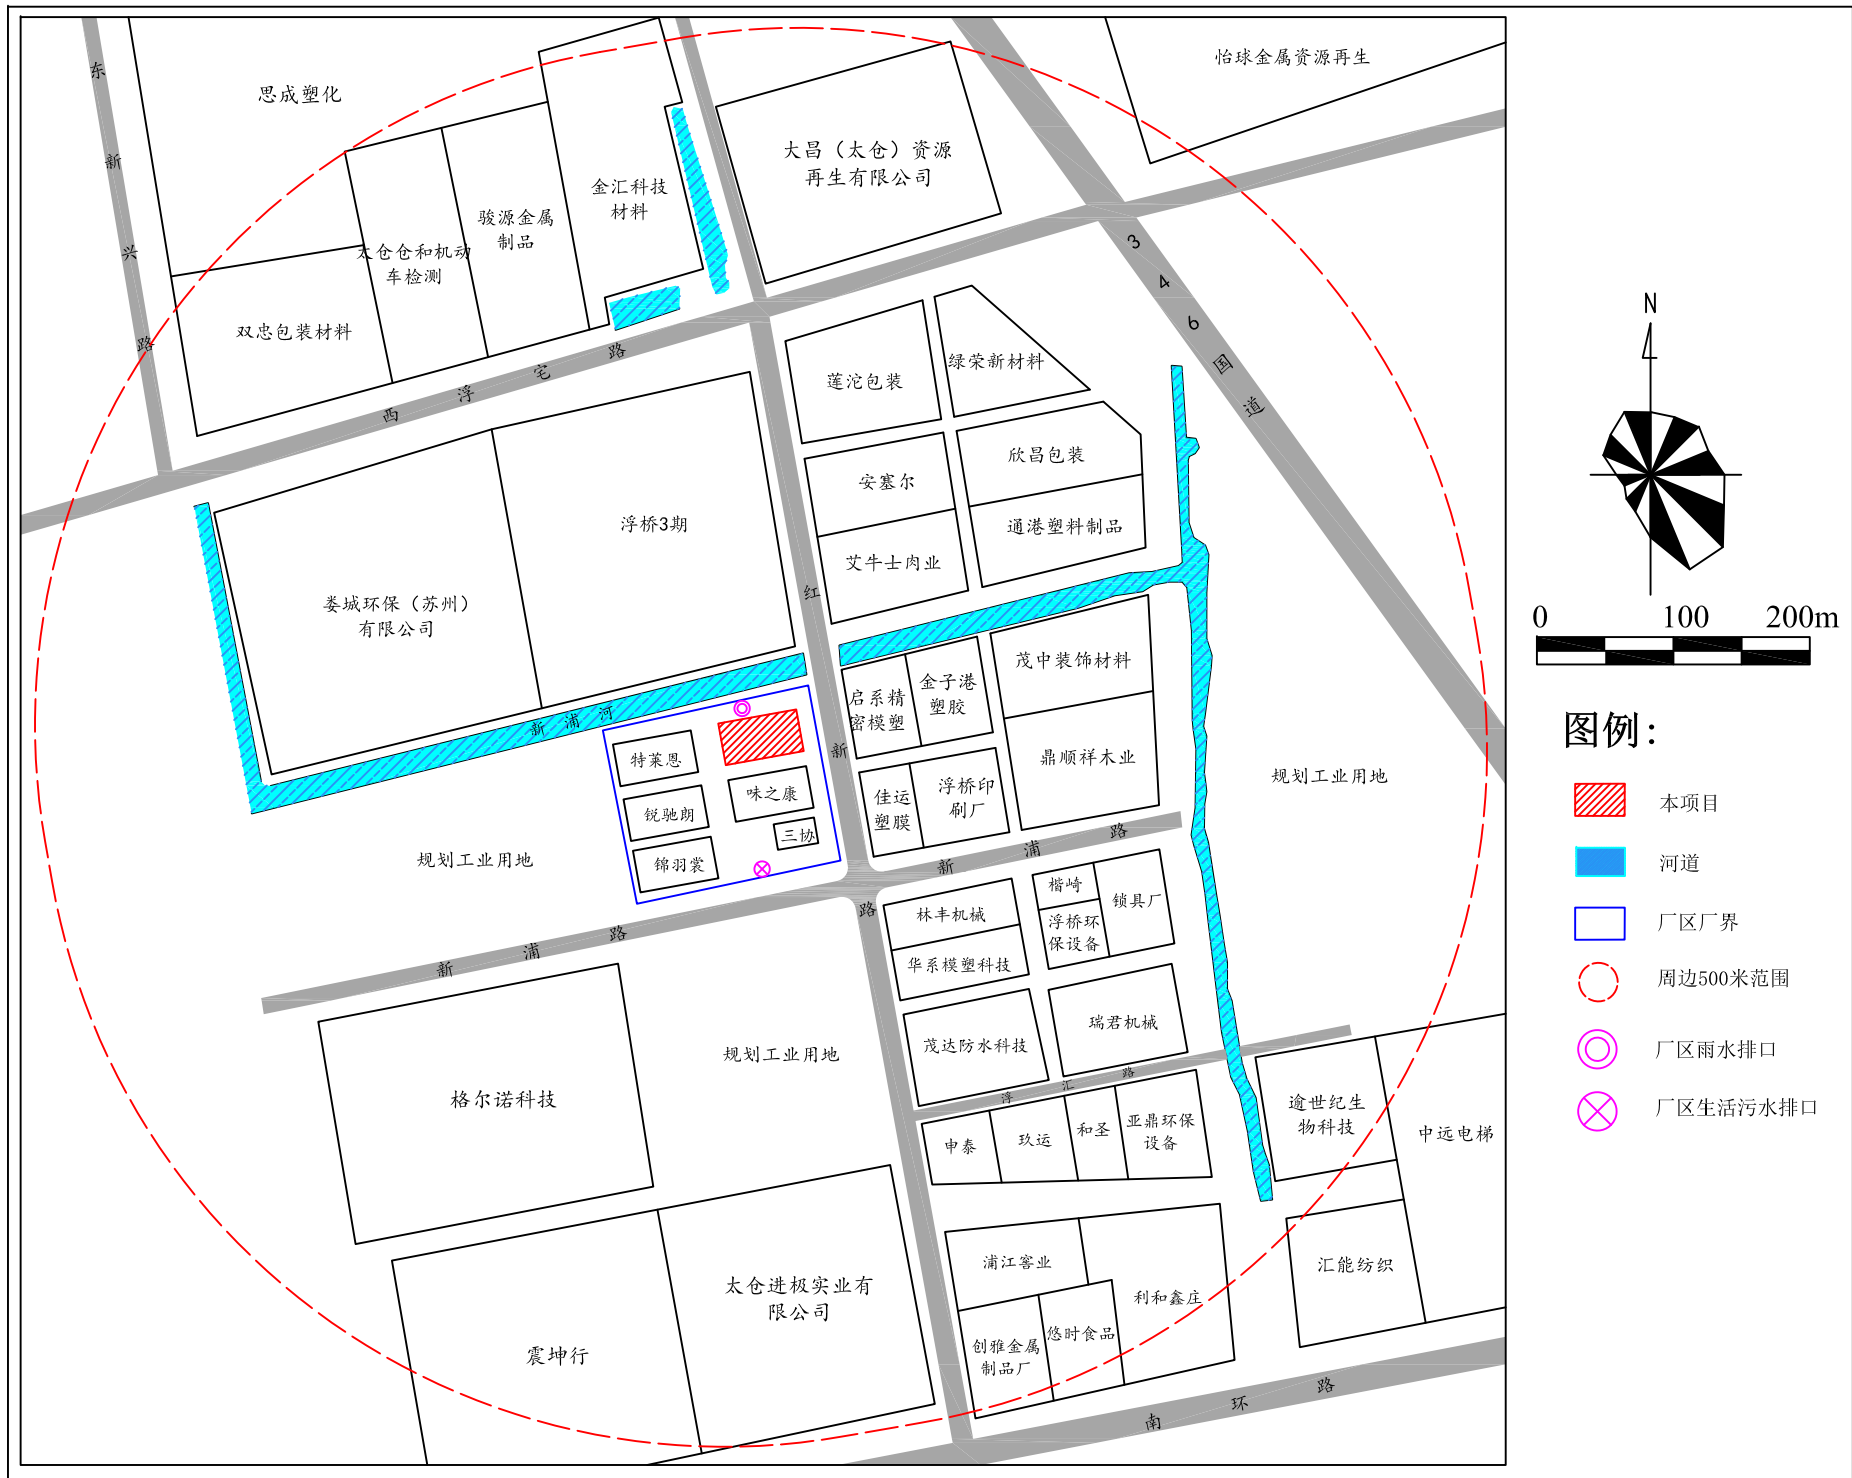 怡球金属资源再生
思成塑化
大昌（太仓）资源
再生有限公司
金汇科技
材料
骏源金属
制品
太仓仓和机动
车检测
双忠包装材料
东
新
兴
路
西浮宅路
346国道
莲沱包装
绿荣新材料
欣昌包装
安塞尔
通港塑料制品
艾牛士肉业
浮桥3期
娄城环保（苏州）
有限公司
红
新
路
新浦河
启系精
密模塑
金子港
塑胶
茂中装饰材料
鼎顺祥木业
佳运
塑膜
浮桥印
刷厂
特莱恩
锐驰朗
锦羽裳
味之康
三协
规划工业用地
规划工业用地
新浦路
新浦路
林丰机械
华系模塑科技
楷崎
浮桥环
保设备
锁具厂
茂达防水科技
瑞君机械
规划工业用地
格尔诺科技
浮汇路
申泰
玖运
和圣
亚鼎环保
设备
逾世纪生
物科技
中远电梯
汇能纺织
浦江窖业
利和鑫庄
创雅金属
制品厂
悠时食品
太仓进极实业有
限公司
震坤行
南环路
N
0 100 200m
图例：
本项目
河道
厂区厂界
周边500米范围
厂区雨水排口
厂区生活污水排口